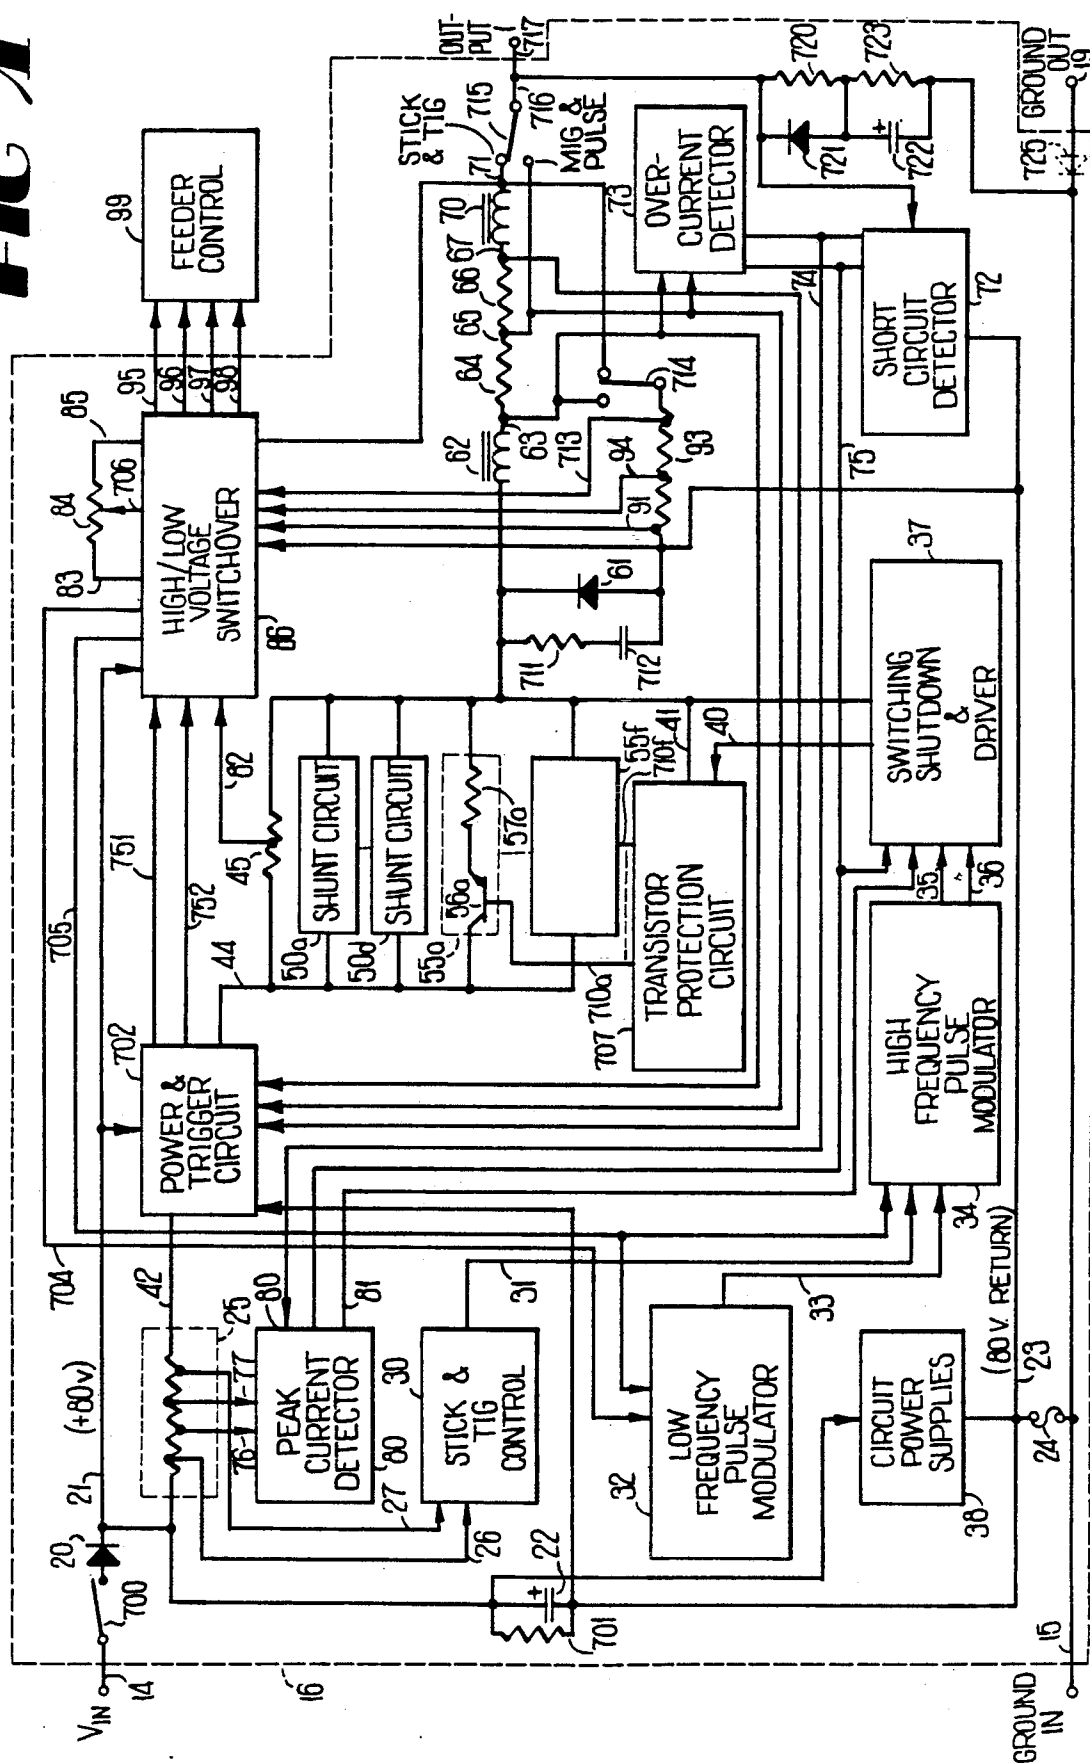 VIN
14
700
20
21
(+80v)
704
705
16
42
25
76
77
27
26
22
701
PEAK
CURRENT
DETECTOR
80
80
81
STICK &
TIG
CONTROL
30
31
LOW
FREQUENCY
PULSE
MODULATOR
32
33
CIRCUIT
POWER
SUPPLIES
38
(80 V. RETURN)
23
24
15
GROUND
IN
POWER &
TRIGGER
CIRCUIT
702
44
751
752
45
82
SHUNT CIRCUIT
50a
SHUNT CIRCUIT
50d
55a
56a
57a
55f
710f
710a
TRANSISTOR
PROTECTION
CIRCUIT
707
41
40
HIGH
FREQUENCY
PULSE
MODULATOR
34
35
36
SWITCHING
SHUTDOWN
&
DRIVER
37
HIGH/LOW
VOLTAGE
SWITCHOVER
86
83
84
85
706
95
96
97
98
FEEDER
CONTROL
99
711
712
61
62
63
64
65
66
67
70
71
713
94
91
93
714
STICK
& TIG
715
716
MIG &
PULSE
OUT-
PUT
717
OVER-
CURRENT
DETECTOR
73
74
75
SHORT
CIRCUIT
DETECTOR
72
720
721
722
723
725
GROUND
OUT
19